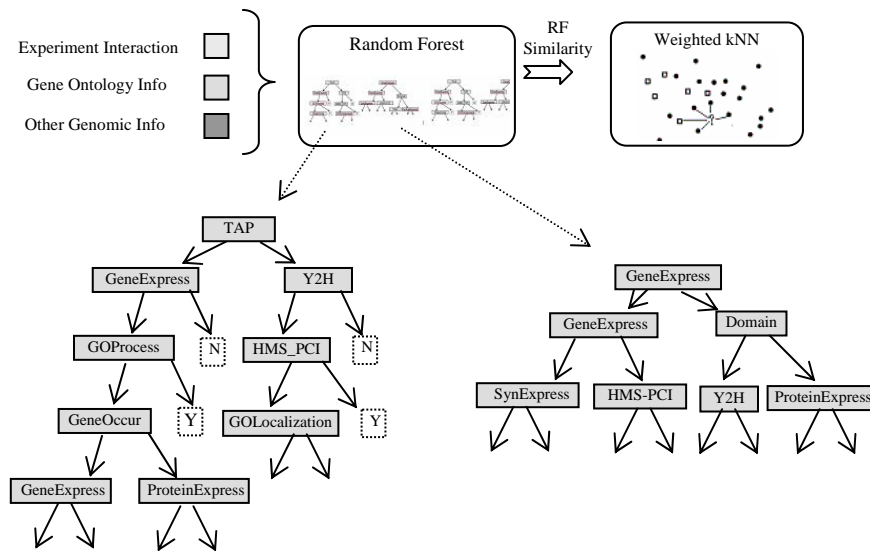 Experiment Interaction
Gene Ontology Info
Other Genomic Info
Random Forest
RF
Similarity
Weighted kNN
TAP
GeneExpress
Y2H
GOProcess
N
HMS_PCI
N
GeneOccur
Y
GOLocalization
Y
GeneExpress
ProteinExpress
GeneExpress
GeneExpress
Domain
SynExpress
HMS-PCI
Y2H
ProteinExpress